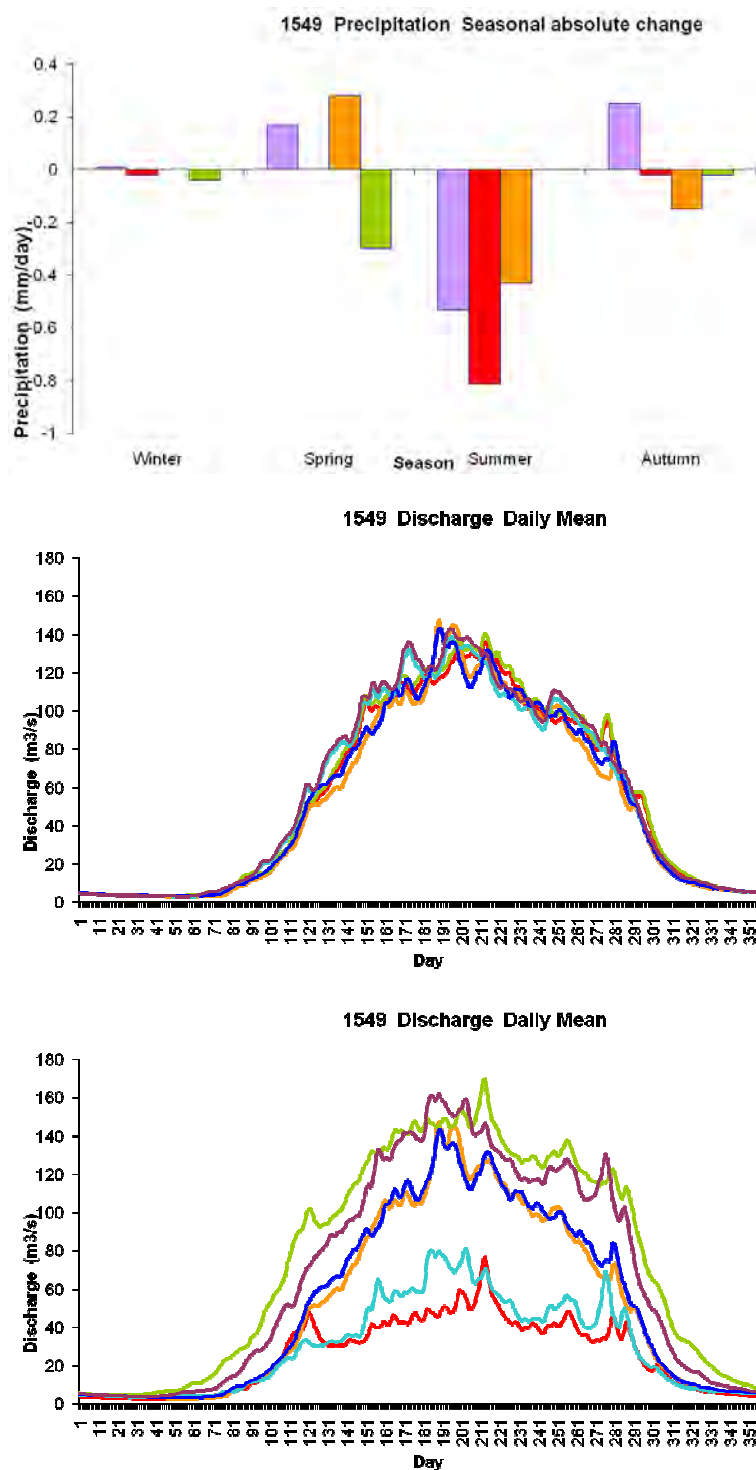 1549 Precipitation Seasonal absolute change
Precipitation (mm/day),
0.4
0.2
0
-0.2
-0.4
-0.6
-0.8
-1
Winter Spring Season Summer Autumn
1549 Discharge Daily Mean
Discharge (m3/s)
180
160
140
120
100
80
60
40
20
0
1 11 21 31 41 51 61 71 81 91 101 111 121 131 141 151 161 171 181 191 201 211 221 231 241 251 261 271 281 291 301 311 321 331 341 351
Day
1549 Discharge Daily Mean
Discharge (m3/s)
180
160
140
120
100
80
60
40
20
0
1 11 21 31 41 51 61 71 81 91 101 111 121 131 141 151 161 171 181 191 201 211 221 231 241 251 261 271 281 291 301 311 321 331 341 351
Day